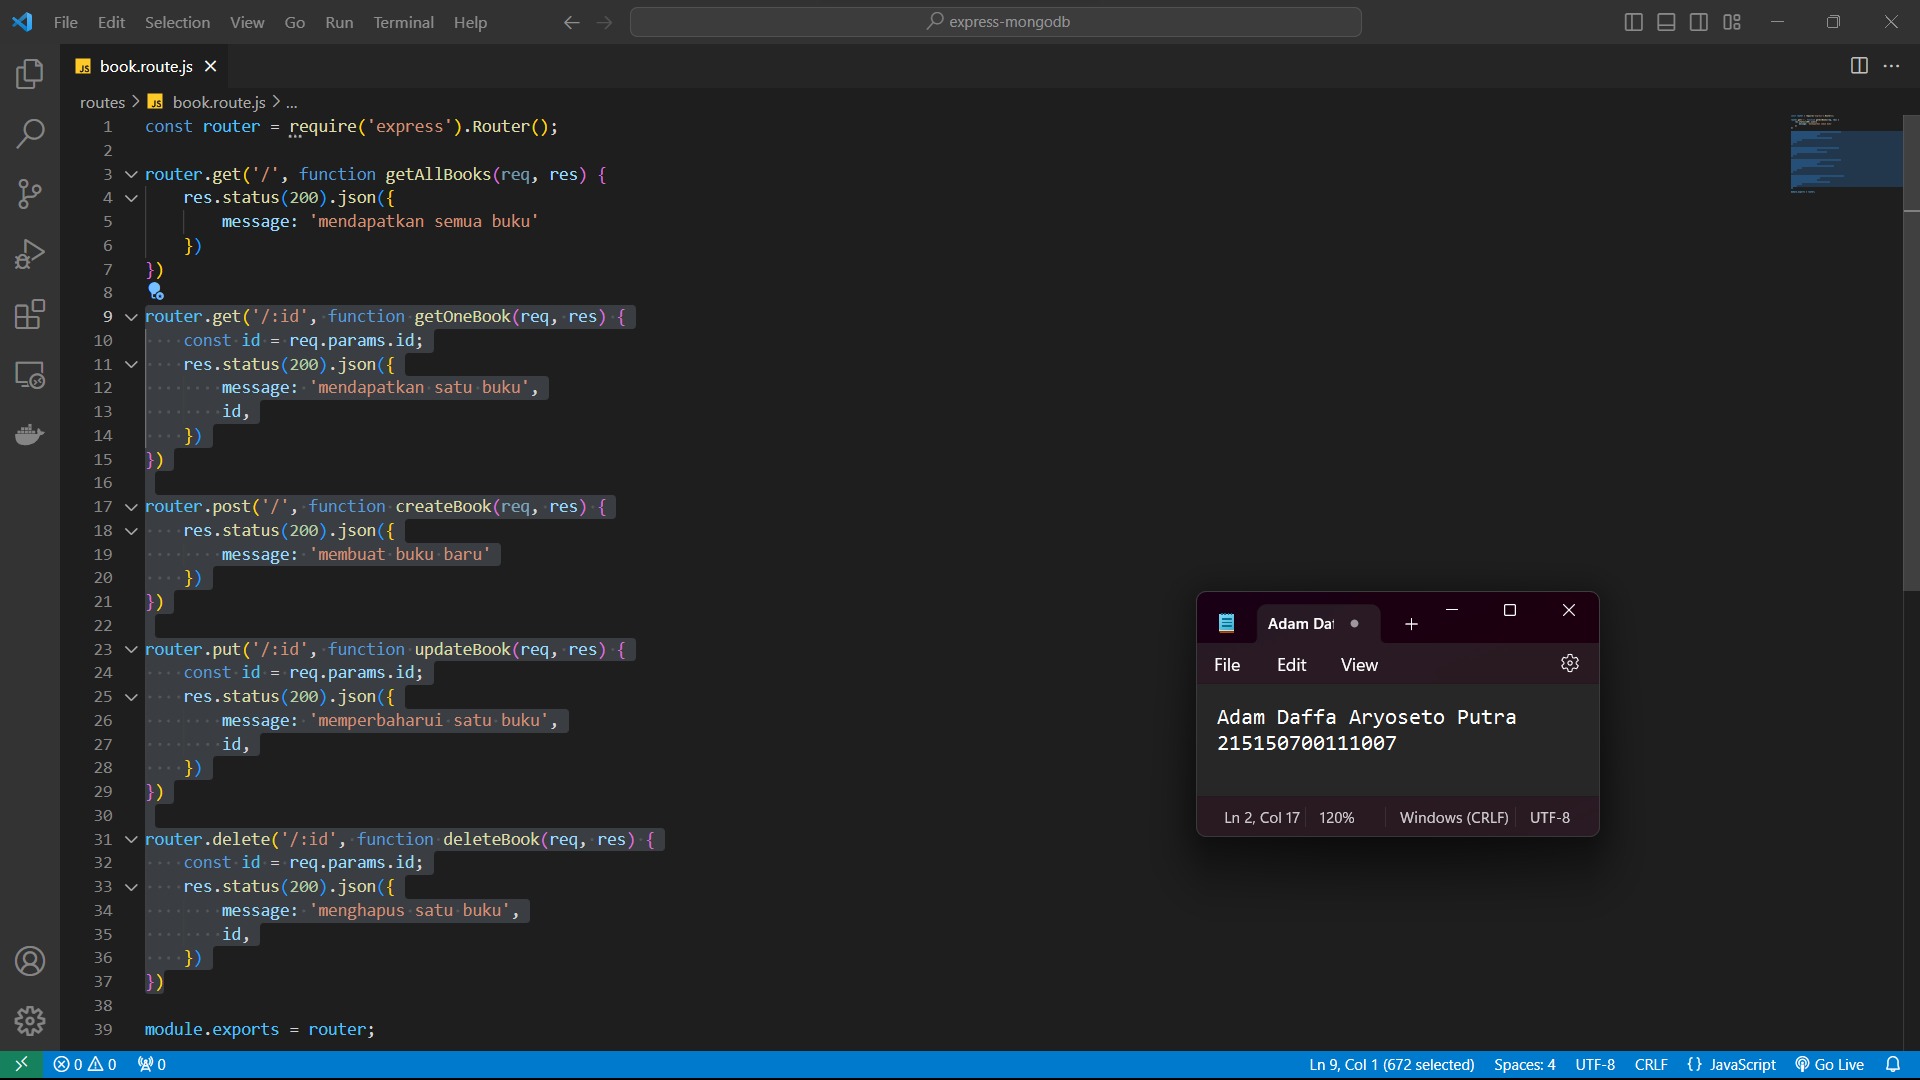 File Edit Selection View Go Run Terminal Help
express-mongodb
JS book.route.js
routes > JS book.route.js > ...
1 const router = require('express').Router();
2
3 router.get('/', function getAllBooks(req, res) {
4 res.status(200).json({
5 message: 'mendapatkan semua buku'
6 })
7 })
8
9 router.get('/:id', function getOneBook(req, res) {
10 const id = req.params.id;
11 res.status(200).json({
12 message: 'mendapatkan satu buku',
13 id,
14 })
15 })
16
17 router.post('/', function createBook(req, res) {
18 res.status(200).json({
19 message: 'membuat buku baru'
20 })
21 })
22
23 router.put('/:id', function updateBook(req, res) {
24 const id = req.params.id;
25 res.status(200).json({
26 message: 'memperbaharui satu buku',
27 id,
28 })
29 })
30
31 router.delete('/:id', function deleteBook(req, res) {
32 const id = req.params.id;
33 res.status(200).json({
34 message: 'menghapus satu buku',
35 id,
36 })
37 })
38
39 module.exports = router;
Adam Daf
File Edit View
Adam Daffa Aryoseto Putra
215150700111007
Ln 2, Col 17 120% Windows (CRLF) UTF-8
0 0 0 Ln 9, Col 1 (672 selected) Spaces: 4 UTF-8 CRLF {} JavaScript Go Live